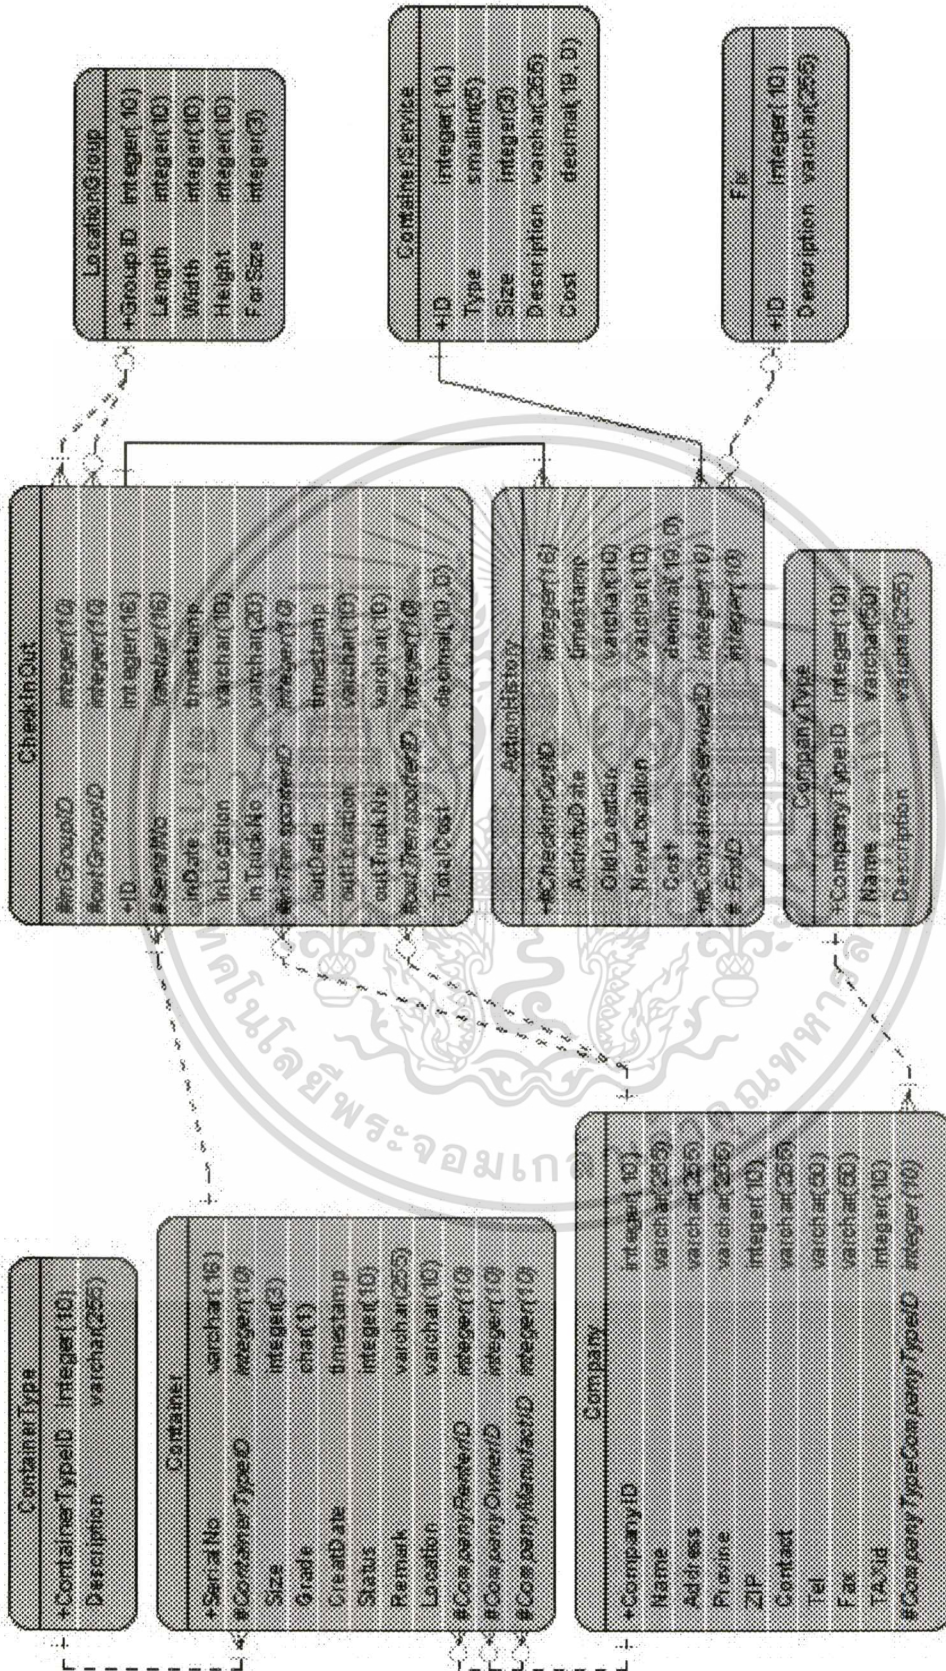 ContainerType
+ContainerTypeID integer(10)
Description varchar(255)
Container
+SerialNo varchar(16)
#ContainerTypeID integer(10)
Size integer(3)
Grade char(1)
CreatDate timestamp
Status integer(10)
Remark varchar(255)
Location varchar(10)
#CompanyRenterID integer(10)
#CompanyOwnerID integer(10)
#CompanyManufactID integer(10)
Company
+CompanyID integer(10)
Name varchar(255)
Address varchar(255)
Provine varchar(255)
ZIP integer(10)
Contact varchar(255)
Tel varchar(50)
Fax varchar(50)
TAXid integer(10)
#CompanyTypeCompanyTypeID integer(10)
CheckInOut
#inGroupID integer(10)
#outGroupID integer(10)
+ID integer(16)
#SerialNo varchar(16)
inDate timestamp
inLocation varchar(10)
inTruckNo varchar(20)
#inTransporterID integer(10)
outDate timestamp
outLocation varchar(10)
outTruckNo varchar(10)
#outTransporterID integer(10)
TotalCost decimal(19, 0)
ActionHistory
+#CheckInOutID integer(16)
ActivityDate timestamp
OldLocation varchar(10)
NewLocation varchar(10)
Cost decimal(19, 0)
+#ContainerServiceID integer(10)
#FixID integer(10)
CompanyType
+CompanyTypeID integer(10)
Name varchar(50)
Description varchar(255)
LocationGroup
+GroupID integer(10)
Length integer(10)
Width integer(10)
Height integer(10)
ForSize integer(3)
ContainerService
+ID integer(10)
Type smallint(5)
Size integer(3)
Description varchar(255)
Cost decimal(19, 0)
Fix
+ID integer(10)
Description varchar(255)